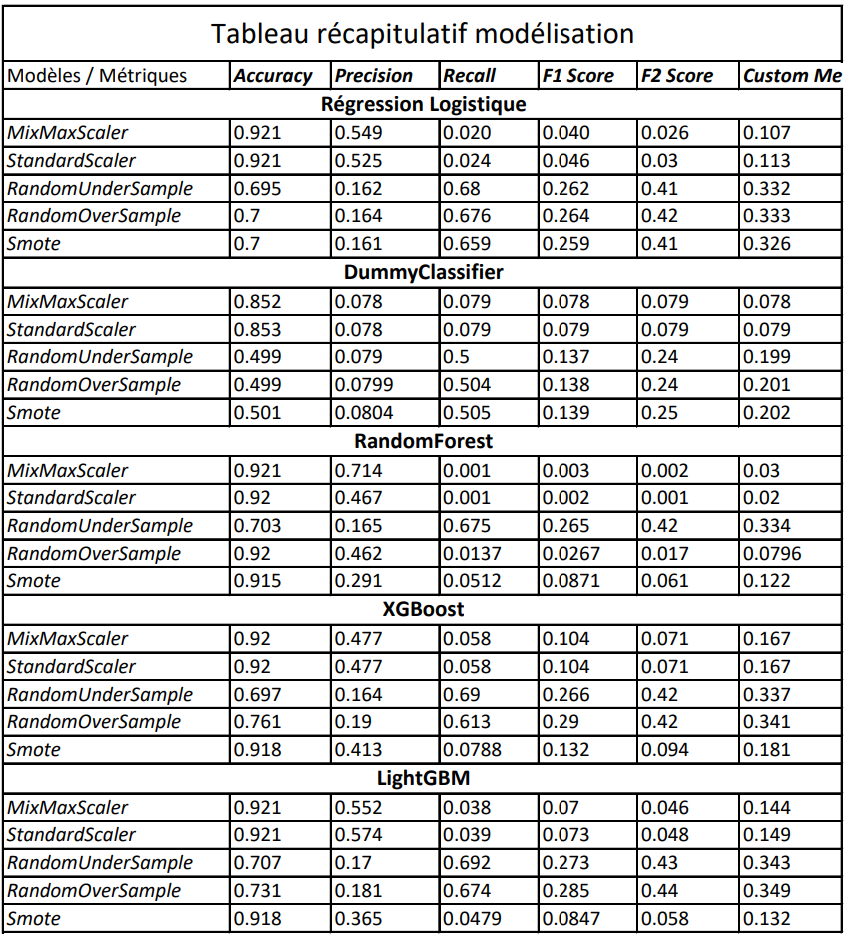 Tableau récapitulatif modélisation
Modèles / Métriques Accuracy Precision Recall F1 Score F2 Score Custom Me
Régression Logistique
MixMaxScaler 0.921 0.549 0.020 0.040 0.026 0.107
StandardScaler 0.921 0.525 0.024 0.046 0.03 0.113
RandomUnderSample 0.695 0.162 0.68 0.262 0.41 0.332
RandomOverSample 0.7 0.164 0.676 0.264 0.42 0.333
Smote 0.7 0.161 0.659 0.259 0.41 0.326
DummyClassifier
MixMaxScaler 0.852 0.078 0.079 0.078 0.079 0.078
StandardScaler 0.853 0.078 0.079 0.079 0.079 0.079
RandomUnderSample 0.499 0.079 0.5 0.137 0.24 0.199
RandomOverSample 0.499 0.0799 0.504 0.138 0.24 0.201
Smote 0.501 0.0804 0.505 0.139 0.25 0.202
RandomForest
MixMaxScaler 0.921 0.714 0.001 0.003 0.002 0.03
StandardScaler 0.92 0.467 0.001 0.002 0.001 0.02
RandomUnderSample 0.703 0.165 0.675 0.265 0.42 0.334
RandomOverSample 0.92 0.462 0.0137 0.0267 0.017 0.0796
Smote 0.915 0.291 0.0512 0.0871 0.061 0.122
XGBoost
MixMaxScaler 0.92 0.477 0.058 0.104 0.071 0.167
StandardScaler 0.92 0.477 0.058 0.104 0.071 0.167
RandomUnderSample 0.697 0.164 0.69 0.266 0.42 0.337
RandomOverSample 0.761 0.19 0.613 0.29 0.42 0.341
Smote 0.918 0.413 0.0788 0.132 0.094 0.181
LightGBM
MixMaxScaler 0.921 0.552 0.038 0.07 0.046 0.144
StandardScaler 0.921 0.574 0.039 0.073 0.048 0.149
RandomUnderSample 0.707 0.17 0.692 0.273 0.43 0.343
RandomOverSample 0.731 0.181 0.674 0.285 0.44 0.349
Smote 0.918 0.365 0.0479 0.0847 0.058 0.132